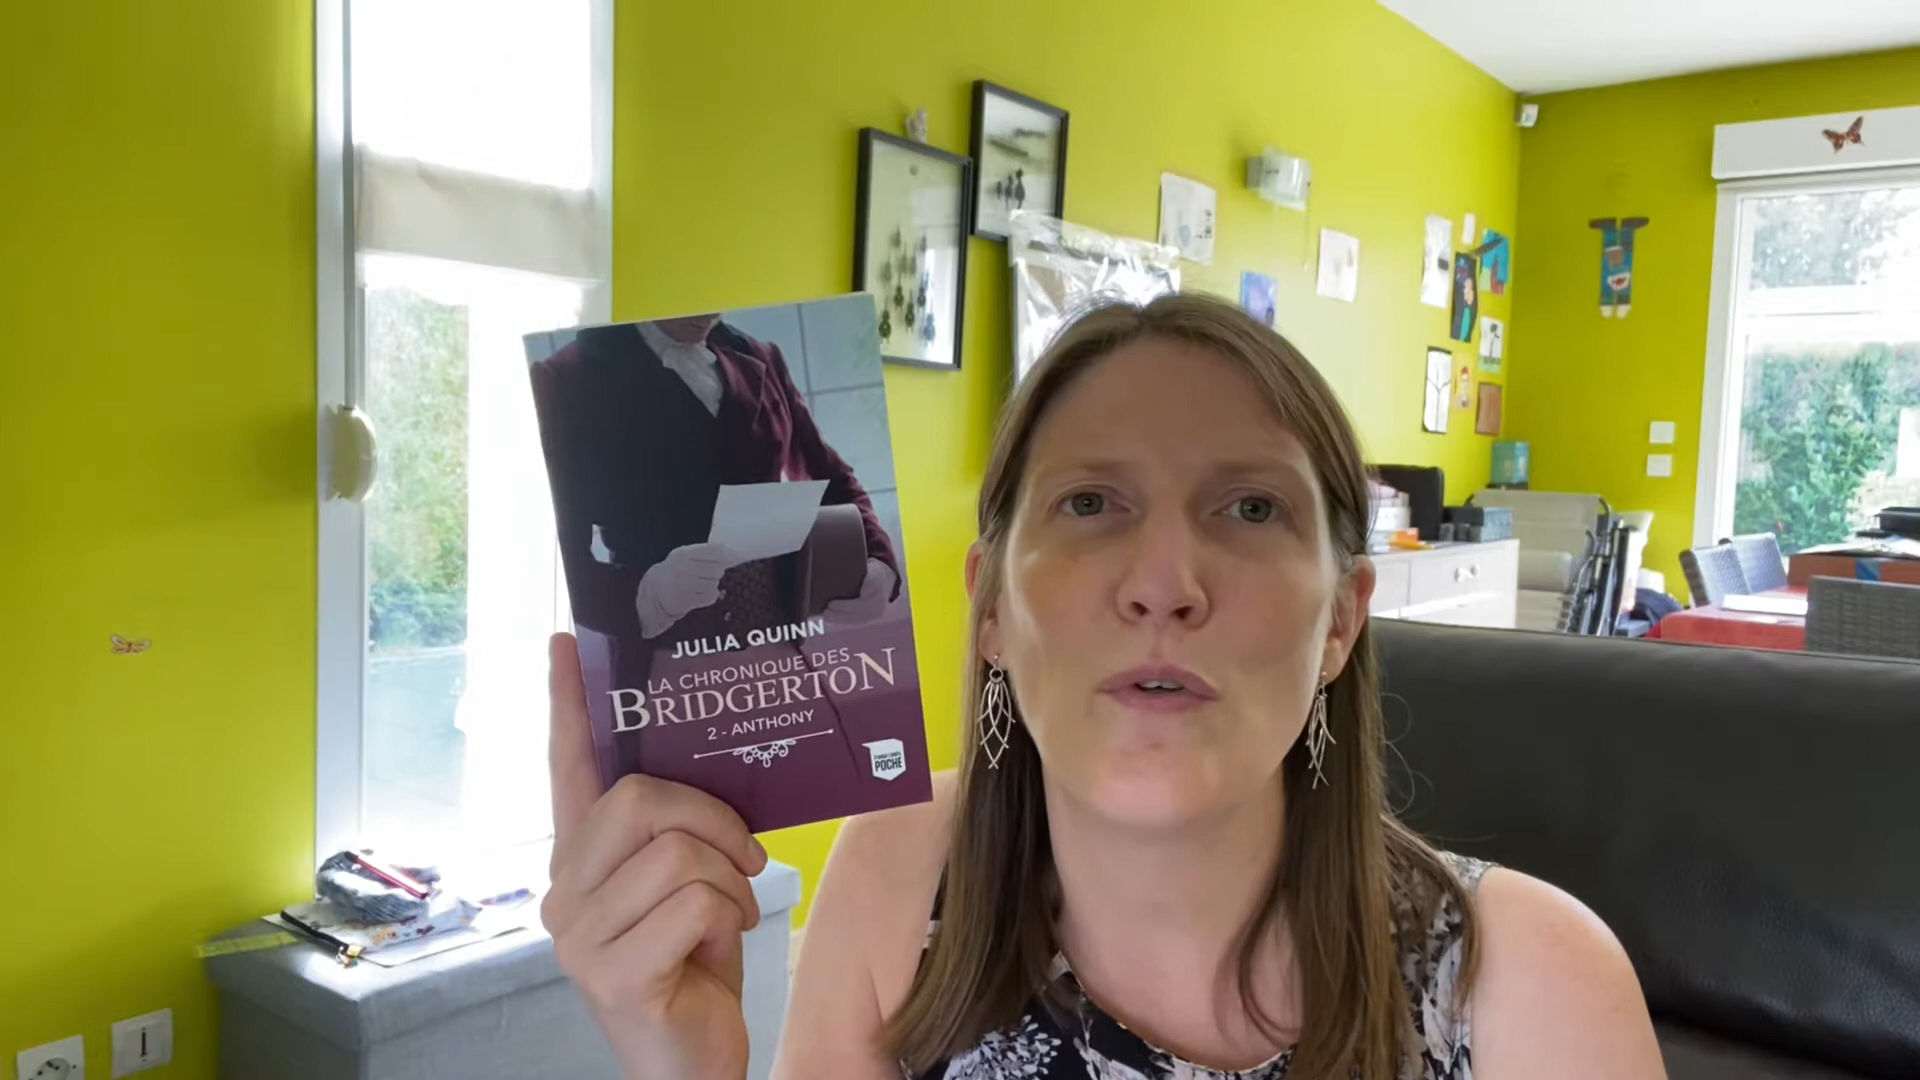 JULIA QUINN
LA CHRONIQUE DES
BRIDGERTON
2 - ANTHONY
POCHE